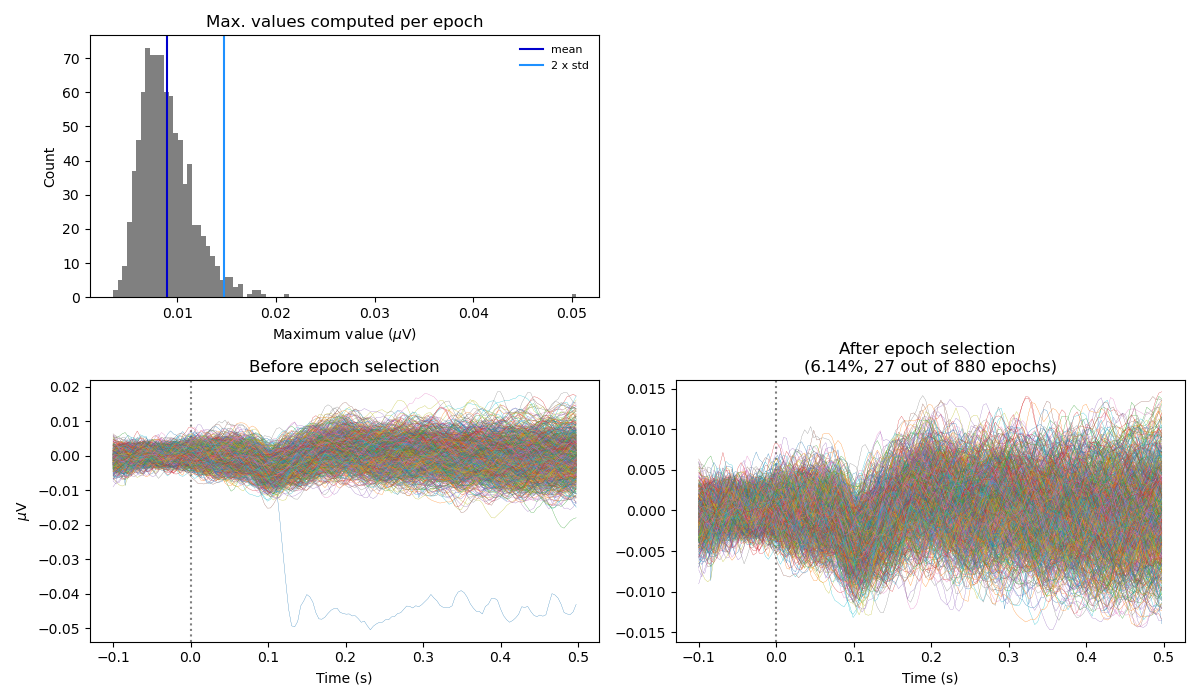 Max. values computed per epoch
mean
2 x std
Count
70
60
50
40
30
20
10
0
0.01 0.02 0.03 0.04 0.05
Maximum value (μV)
Before epoch selection
μV
0.02
0.01
0.00
−0.01
−0.02
−0.03
−0.04
−0.05
−0.1 0.0 0.1 0.2 0.3 0.4 0.5
Time (s)
After epoch selection
(6.14%, 27 out of 880 epochs)
0.015
0.010
0.005
0.000
−0.005
−0.010
−0.015
−0.1 0.0 0.1 0.2 0.3 0.4 0.5
Time (s)